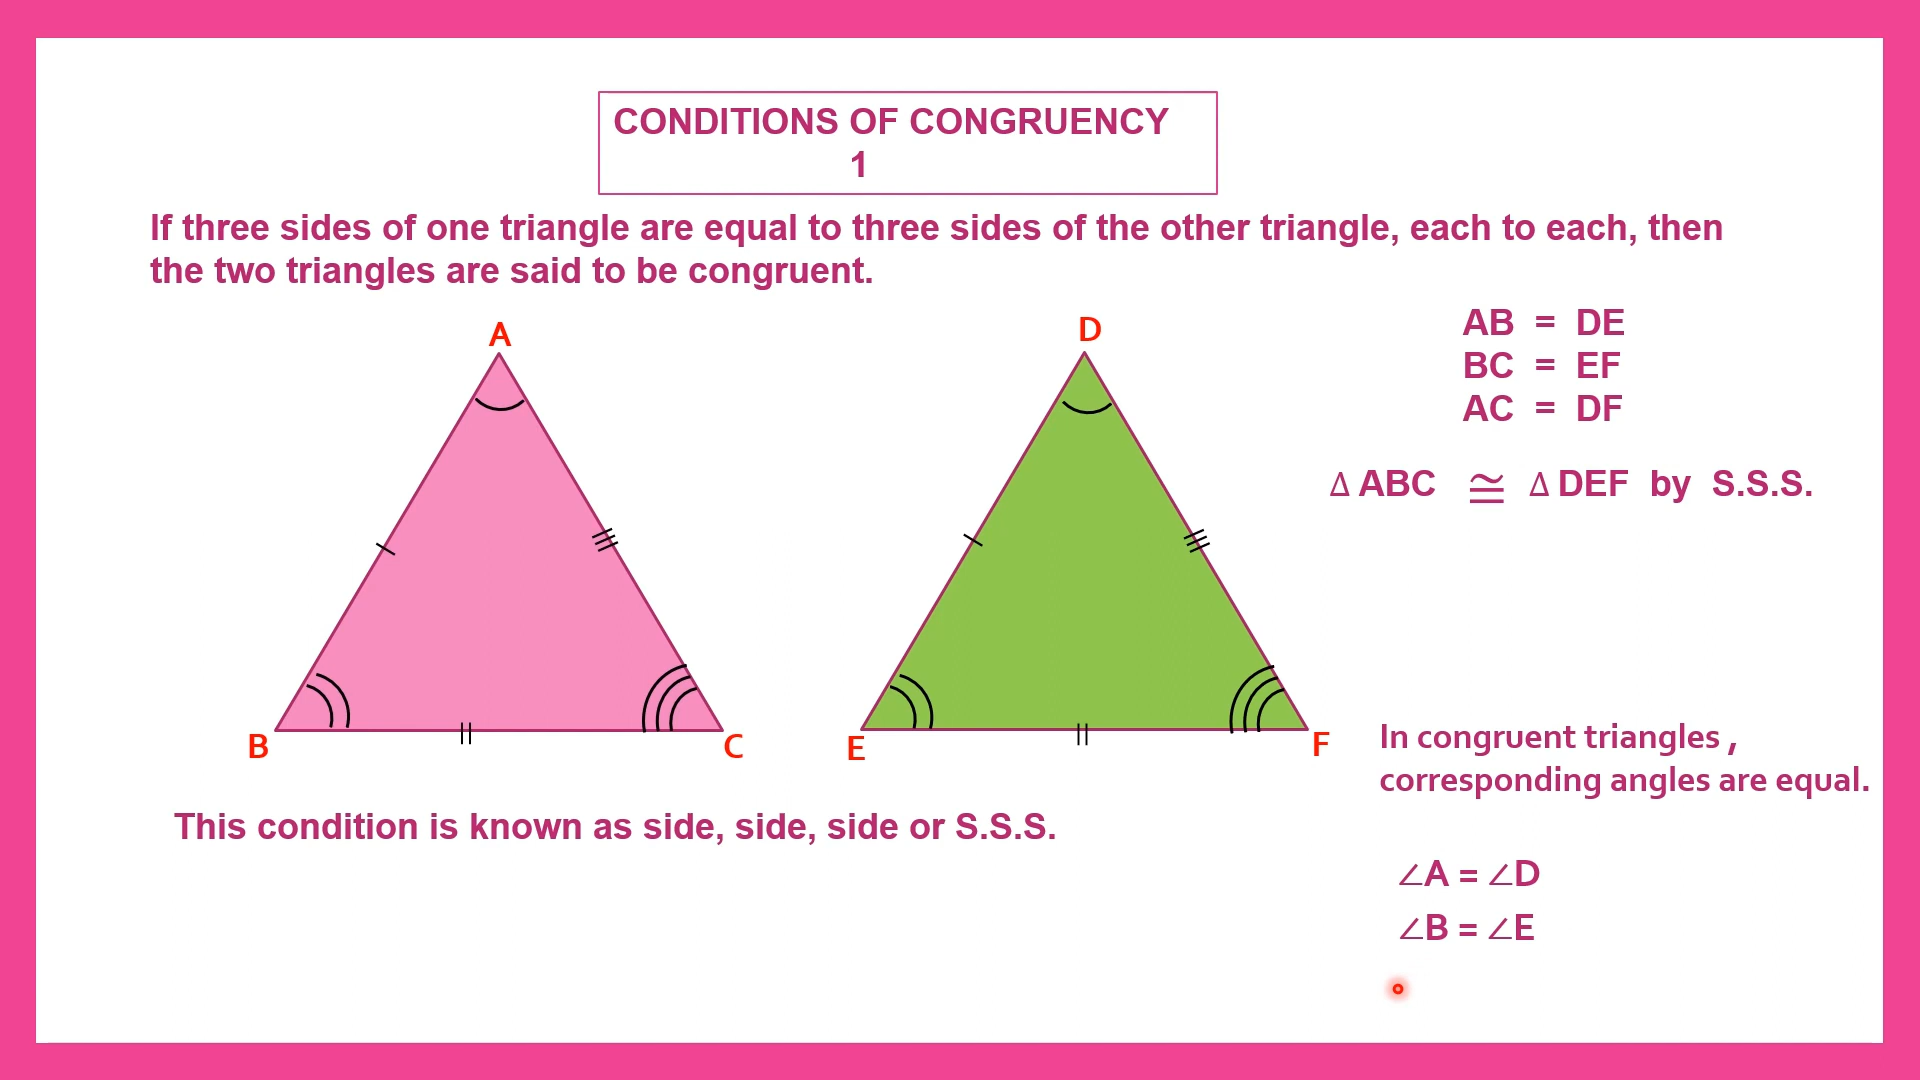 CONDITIONS OF CONGRUENCY
1
If three sides of one triangle are equal to three sides of the other triangle, each to each, then
the two triangles are said to be congruent.
A
D
AB = DE
BC = EF
AC = DF
Δ ABC ≅ Δ DEF by S.S.S.
B
C
E
F
In congruent triangles ,
corresponding angles are equal.
This condition is known as side, side, side or S.S.S.
∠A = ∠D
∠B = ∠E